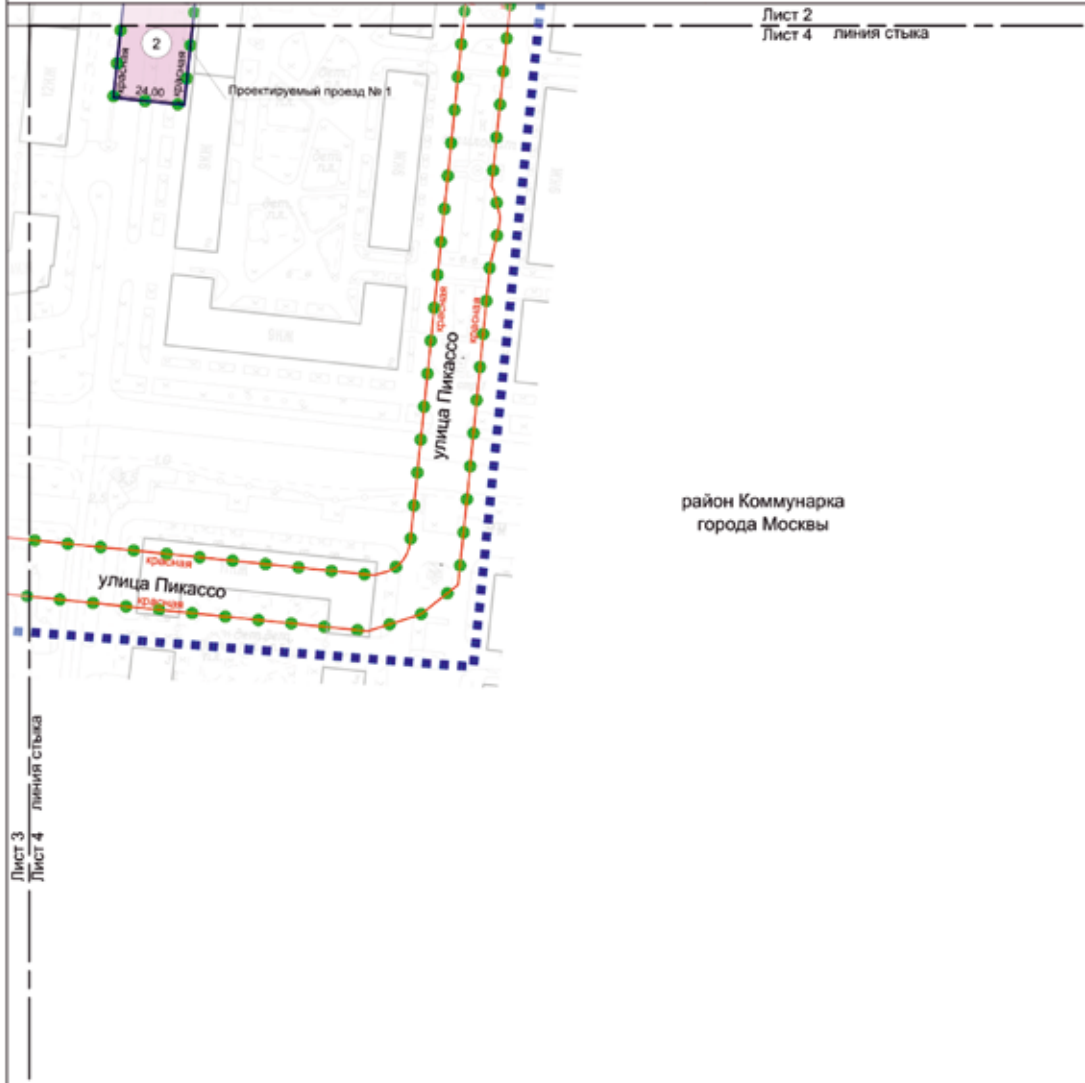 Лист 2
Лист 4 линия стыка
2
красная
красная
24.00
Проектируемый проезд № 1
12КЖ
красная
красная
улица Пикассо
район Коммунарка
города Москвы
красная
улица Пикассо
красная
Лист 3
Лист 4 линия стыка